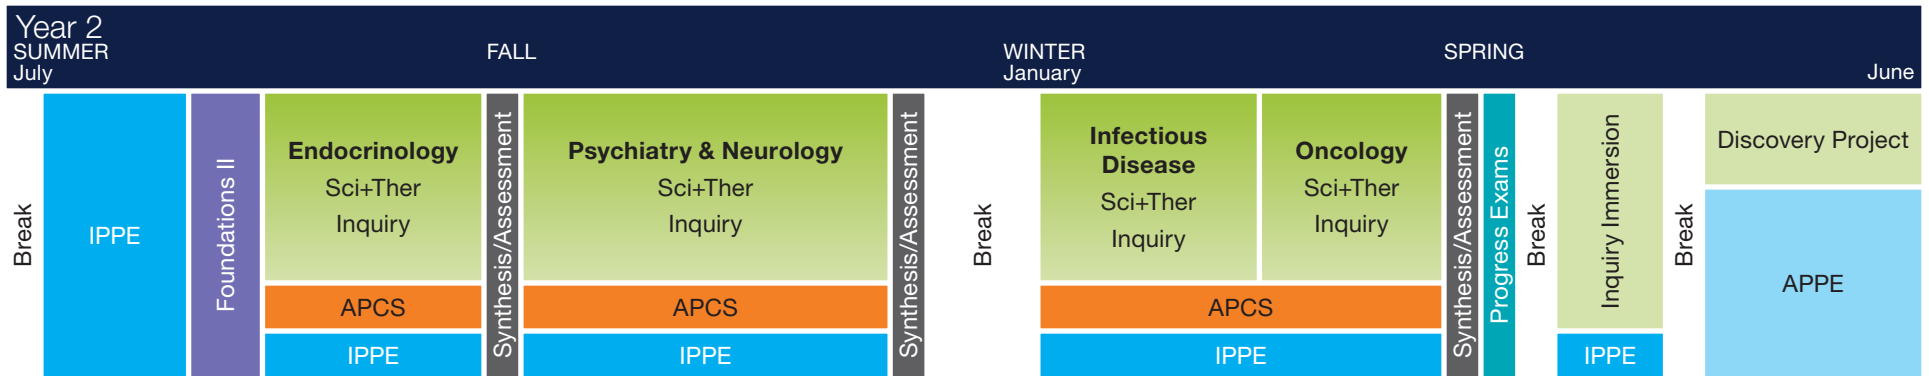 Year 2
SUMMER
July
FALL
WINTER
January
SPRING
June
Break
IPPE
Foundations II
Endocrinology
Sci+Ther
Inquiry
APCS
IPPE
Synthesis/Assessment
Psychiatry & Neurology
Sci+Ther
Inquiry
APCS
IPPE
Synthesis/Assessment
Break
Infectious
Disease
Sci+Ther
Inquiry
Oncology
Sci+Ther
Inquiry
APCS
IPPE
Synthesis/Assessment
Progress Exams
Break
Inquiry Immersion
IPPE
Break
Discovery Project
APPE